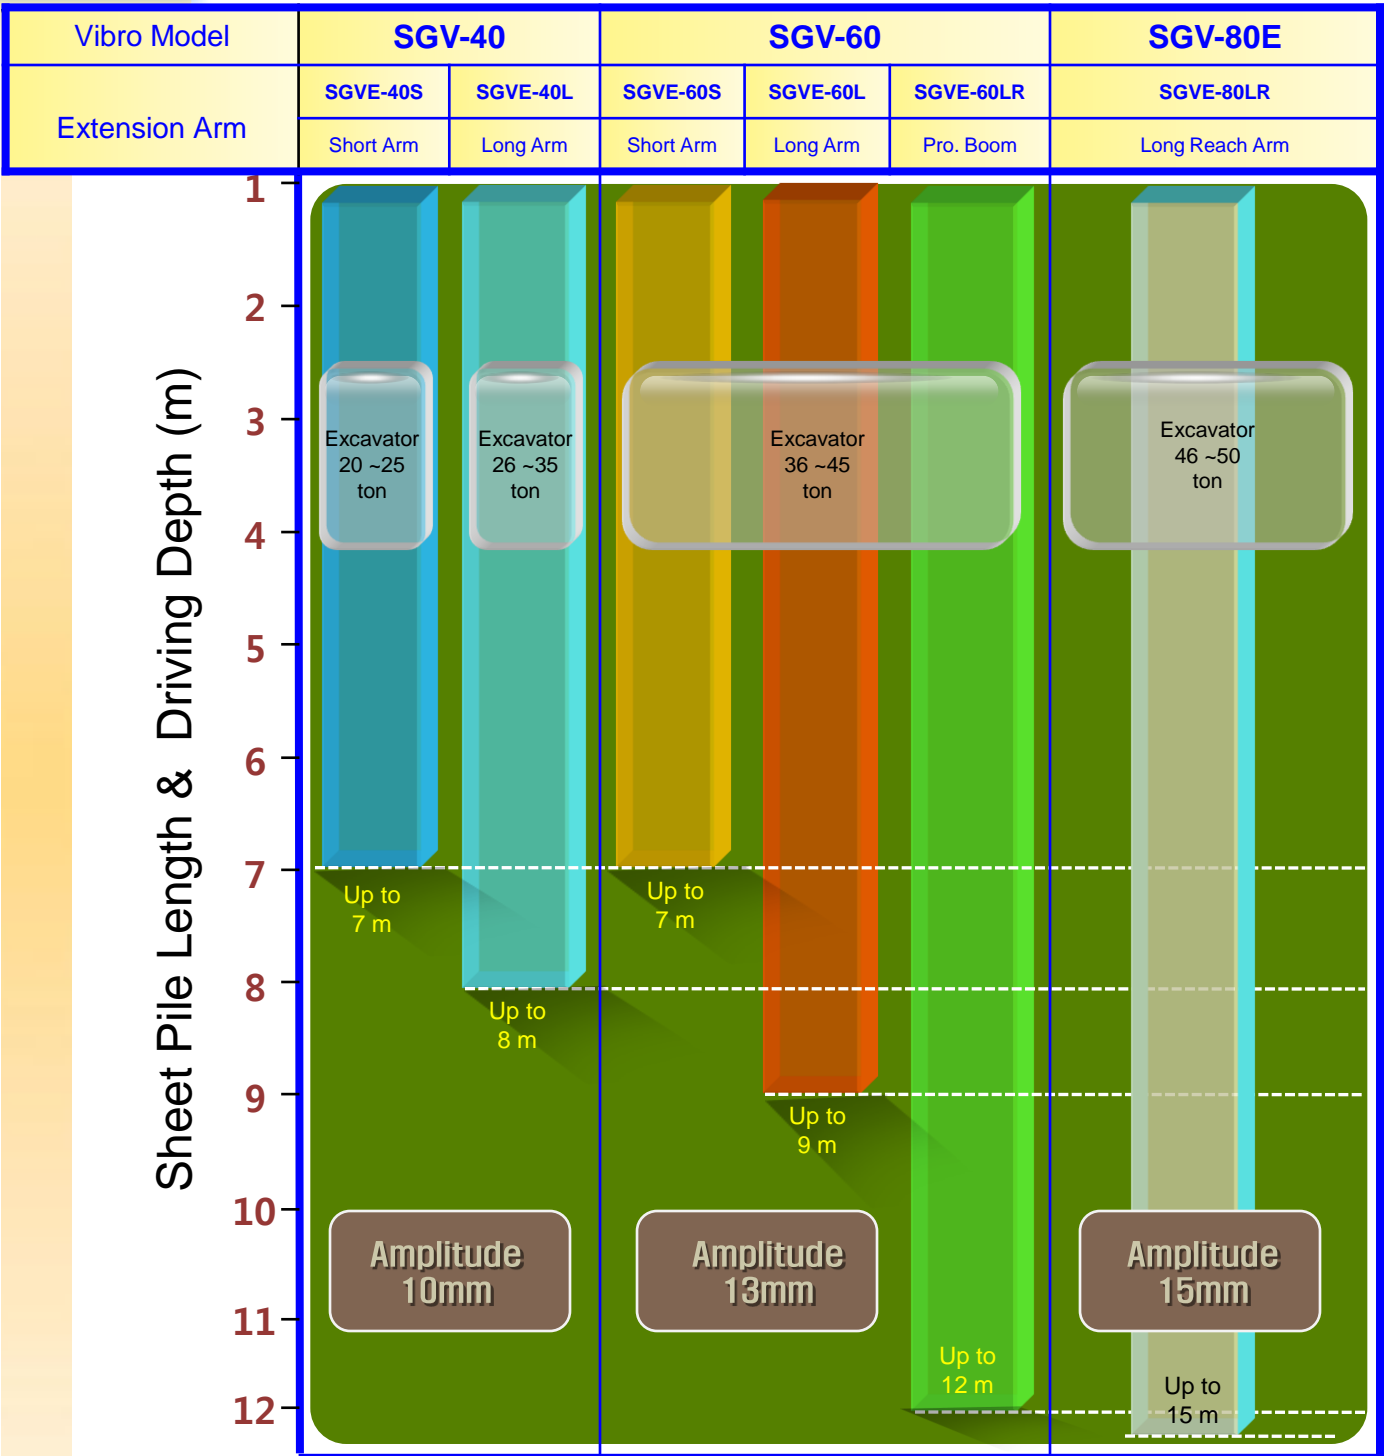 Vibro Model
SGV-40
SGV-60
SGV-80E
Extension Arm
SGVE-40S
SGVE-40L
SGVE-60S
SGVE-60L
SGVE-60LR
SGVE-80LR
Short Arm
Long Arm
Short Arm
Long Arm
Pro. Boom
Long Reach Arm
Sheet Pile Length & Driving Depth (m)
1
2
3
4
5
6
7
8
9
10
11
12
Excavator
20 ~25
ton
Excavator
26 ~35
ton
Excavator
36 ~45
ton
Excavator
46 ~50
ton
Up to
7 m
Up to
8 m
Up to
7 m
Up to
9 m
Up to
12 m
Up to
15 m
Amplitude
10mm
Amplitude
13mm
Amplitude
15mm